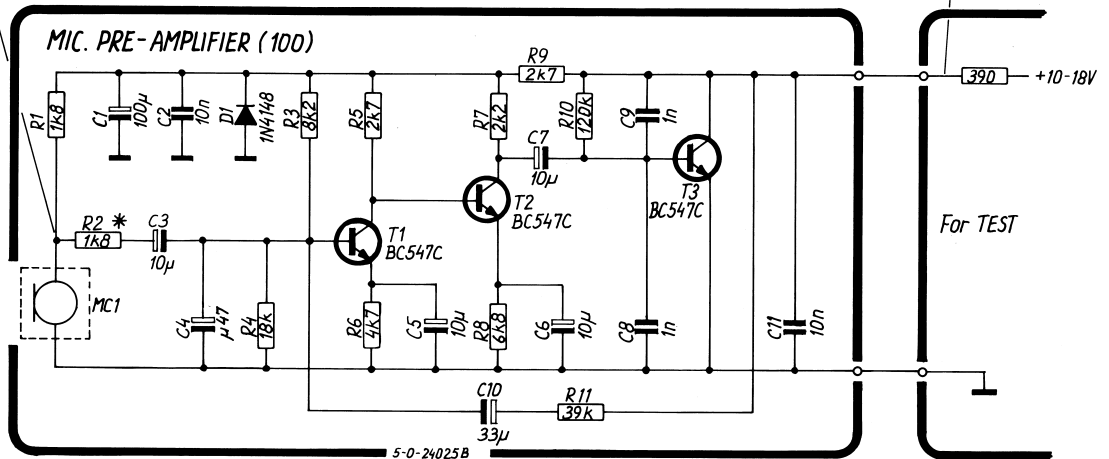 MIC. PRE-AMPLIFIER (100)
R9
2k7
390
+10-18V
R1
1k8
C1
100µ
C2
10n
D1
1N4148
R3
8k2
R5
2k7
R7
2k2
R10
120k
C9
1n
C7
10µ
T3
BC547C
T2
BC547C
R2 *
1k8
C3
10µ
T1
BC547C
For TEST
MC1
C4
µ47
R4
18k
R6
4k7
C5
10µ
R8
6k8
C6
10µ
C8
1n
C11
10n
C10
33µ
R11
39k
5-0-24025B